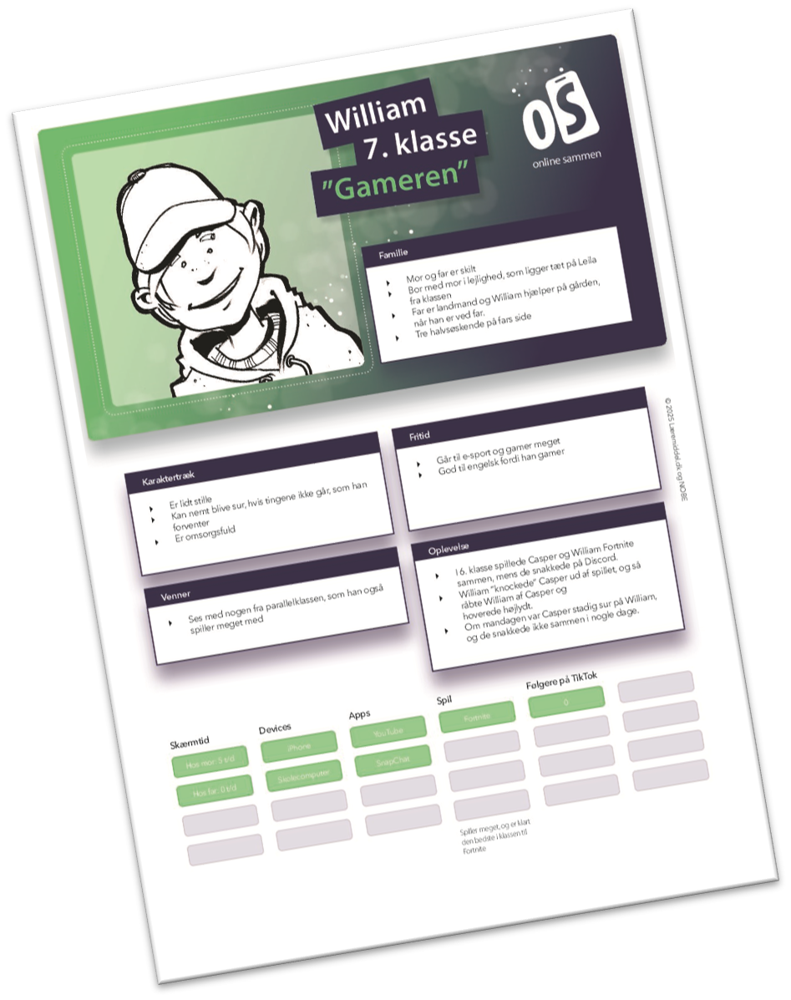 William
7. klasse
"Gameren"
OS
online sammen
Familie
Mor og far er skilt
Bor med mor i lejlighed, som ligger tæt på Leila
fra klassen
Far er landmand og William hjælper på gården,
når han er ved far.
Tre halvsøskende på fars side
Karaktertræk
Er lidt stille
Kan nemt blive sur, hvis tingene ikke går, som han
forventer
Er omsorgsfuld
Fritid
Går til e-sport og gamer meget
God til engelsk fordi han gamer
Venner
Ses med nogen fra parallelklassen, som han også
spiller meget med
Oplevelse
I 6. klasse spillede Casper og William Fortnite
sammen, mens de snakkede på Discord.
William "knockede" Casper ud af spillet, og så
råbte William af Casper og
hoverede højlydt.
Om mandagen var Casper stadig sur på William,
og de snakkede ikke sammen i nogle dage.
© 2025 Læremiddel.dk og NOBE
Skærmtid
Hos mor: 5 t/d
Hos far: 0 t/d
Devices
iPhone
Skolecomputer
Apps
YouTube
SnapChat
Spil
Fortnite
Spiller meget, og er klart
den bedste i klassen til
Fortnite
Følgere på TikTok
0